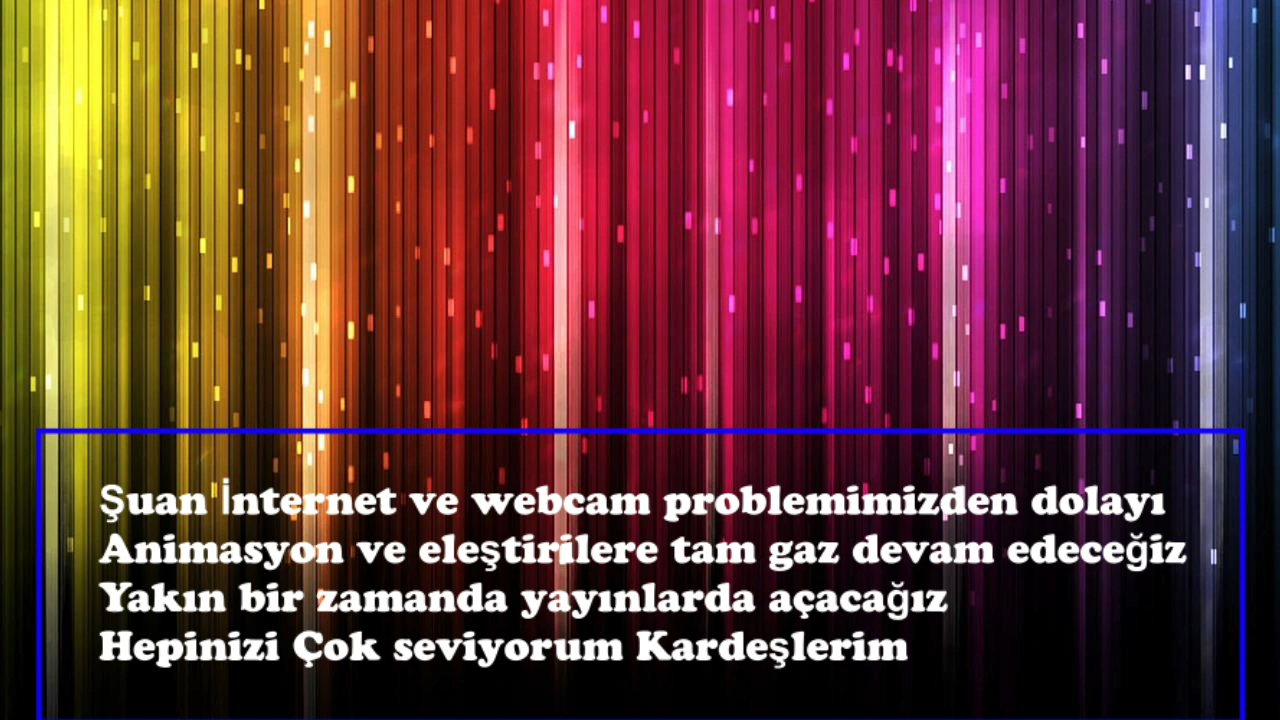 Şuan İnternet ve webcam problemimizden dolayı
Animasyon ve eleştirilere tam gaz devam edeceğiz
Yakın bir zamanda yayınlarda açacağız
Hepinizi Çok seviyorum Kardeşlerim